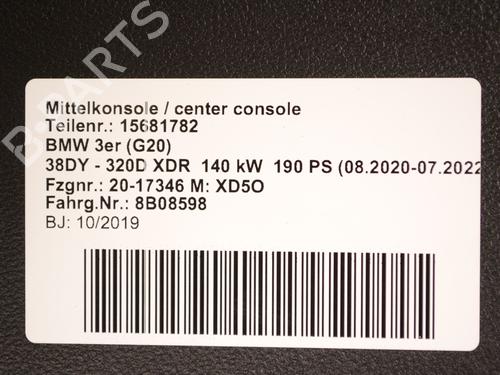 B-PARTS
Mittelkonsole / center console
Teilenr.: 15681782
BMW 3er (G20)
38DY - 320D XDR 140 kW 190 PS (08.2020-07.2022
Fzgnr.: 20-17346 M: XD5O
Fahrg.Nr.: 8B08598
BJ: 10/2019